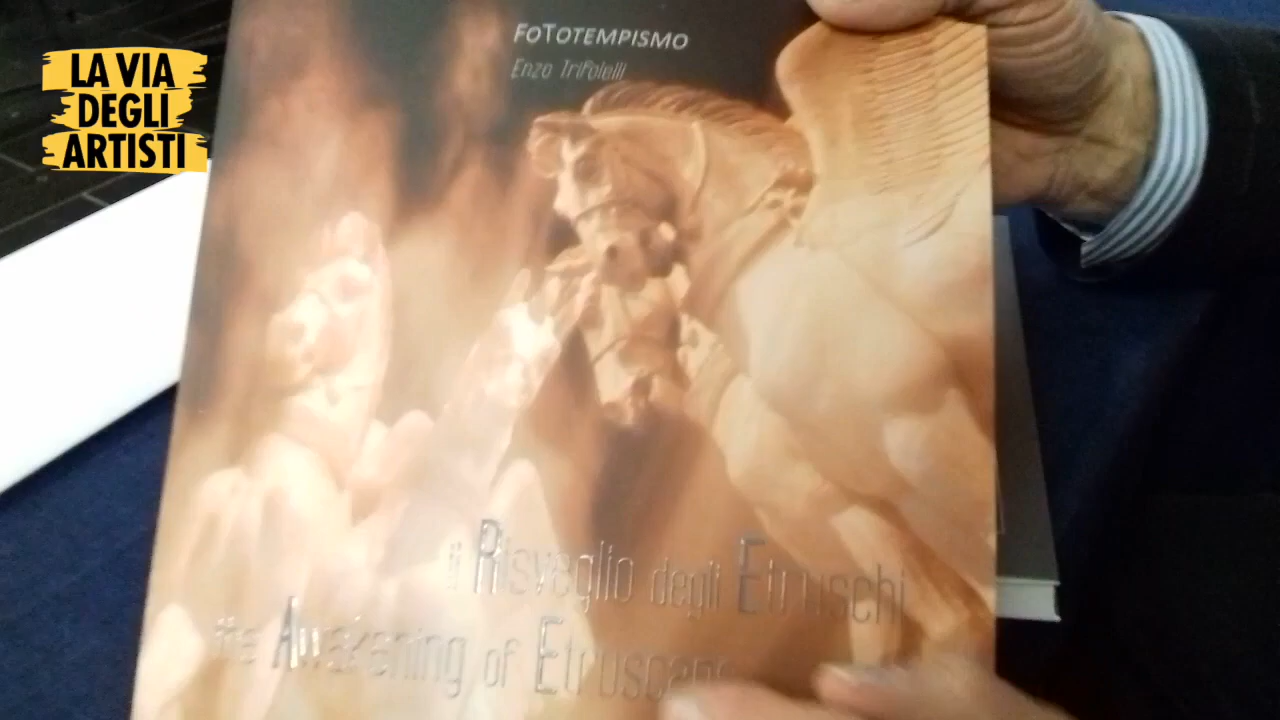 LA VIA
DEGLI
ARTISTI
FOTOTEMPISMO
Enzo Trifolelli
il Risveglio degli Etruschi
the Awakening of Etruscans